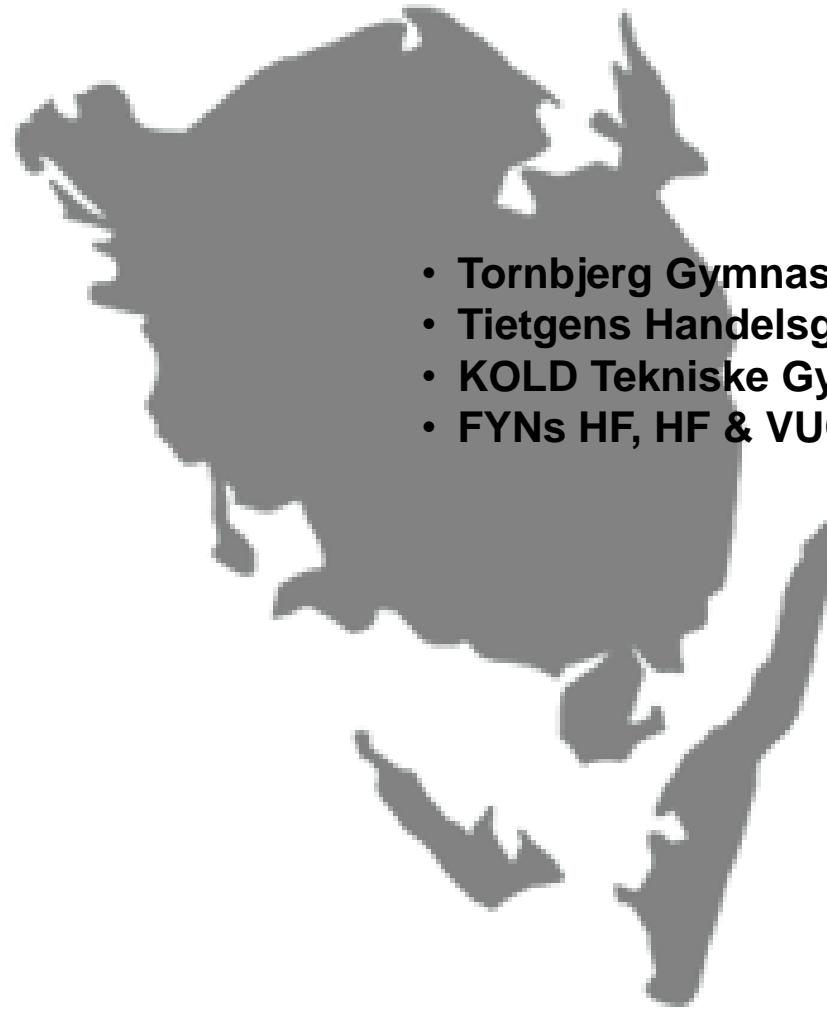 • Tornbjerg Gymnas
• Tietgens Handelsg
• KOLD Tekniske Gy
• FYNs HF, HF & VU